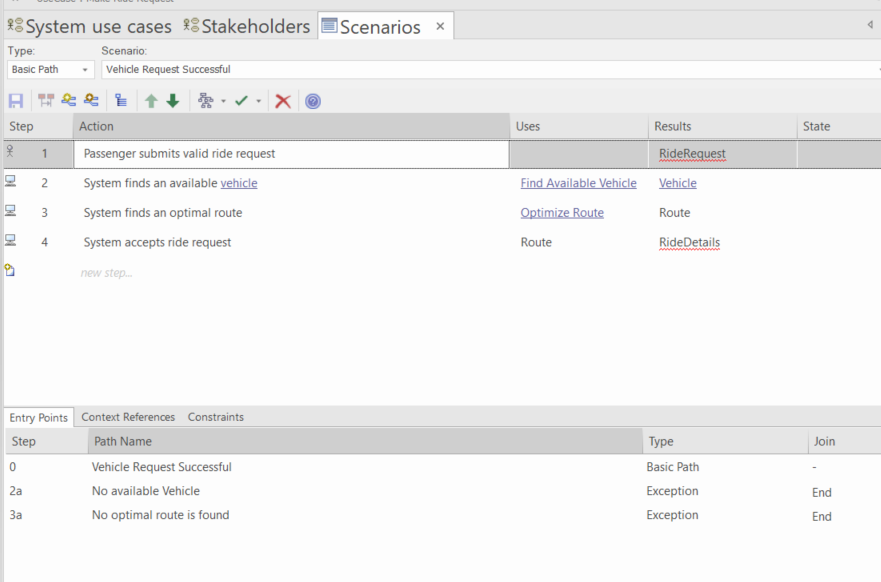 UseCase : Make Ride Request
System use cases Stakeholders Scenarios ×
Type: Scenario:
Basic Path Vehicle Request Successful
Step Action Uses Results State
1 Passenger submits valid ride request RideRequest
2 System finds an available vehicle Find Available Vehicle Vehicle
3 System finds an optimal route Optimize Route Route
4 System accepts ride request Route RideDetails
new step...
Entry Points Context References Constraints
Step Path Name Type Join
0 Vehicle Request Successful Basic Path -
2a No available Vehicle Exception End
3a No optimal route is found Exception End